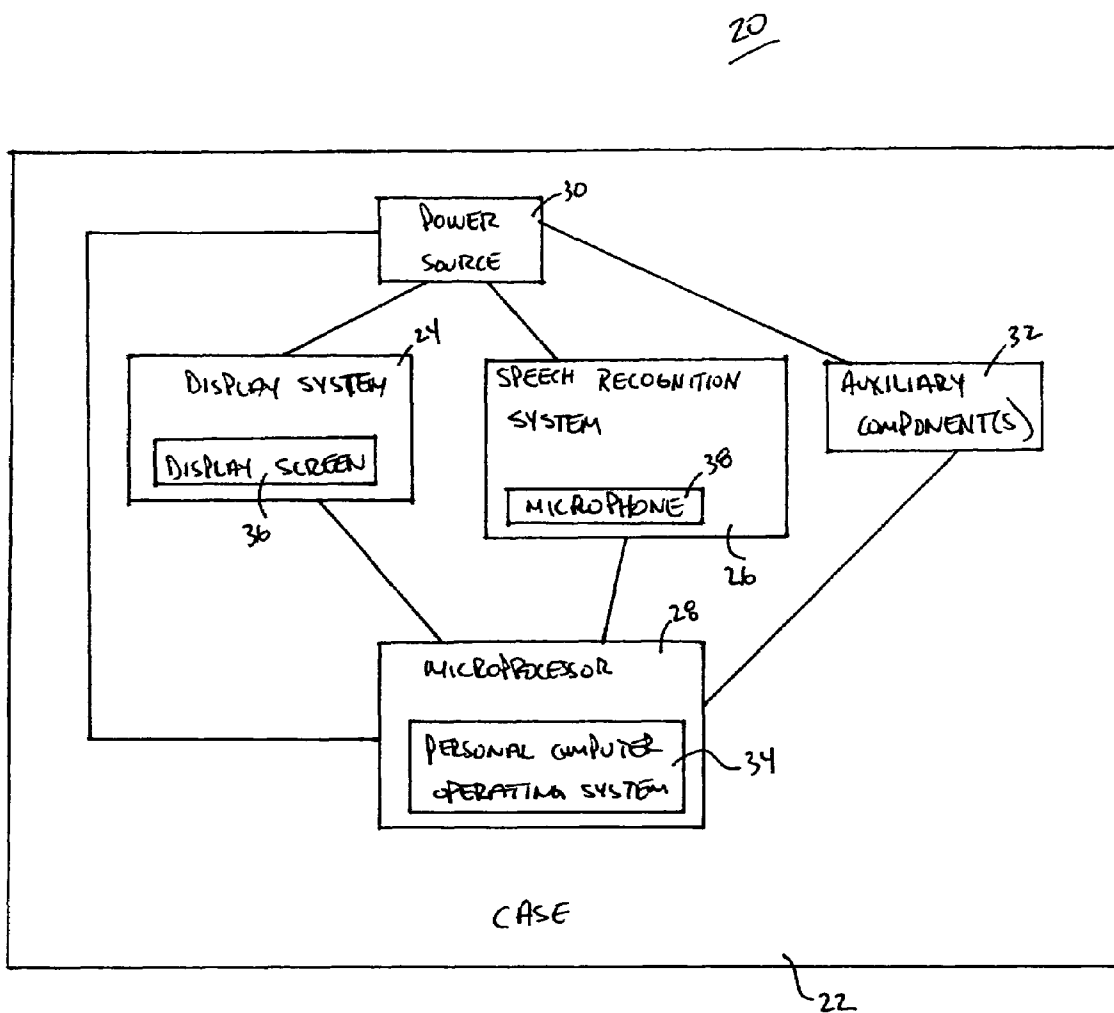 20
30
POWER
SOURCE
24
DISPLAY SYSTEM
DISPLAY SCREEN
36
SPEECH RECOGNITION
SYSTEM
38
MICROPHONE
26
32
AUXILIARY
COMPONENT(S)
28
MICROPROCESSOR
PERSONAL COMPUTER
OPERATING SYSTEM
34
CASE
22